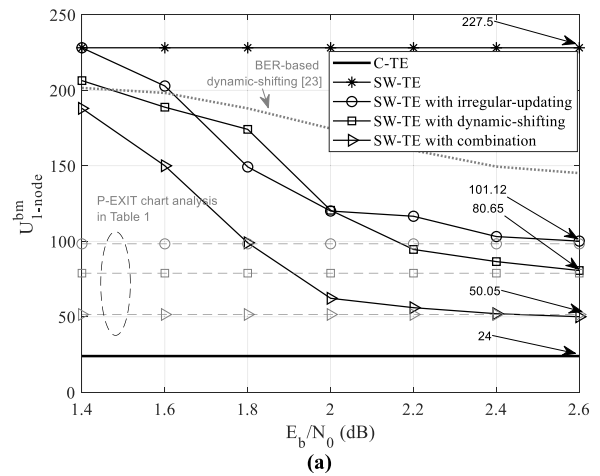 250
200
150
100
50
0
U^{bm}_{1-node}
227.5
BER-based
dynamic-shifting [23]
C-TE
SW-TE
SW-TE with irregular-updating
SW-TE with dynamic-shifting
SW-TE with combination
P-EXIT chart analysis
in Table 1
101.12
80.65
50.05
24
1.4 1.6 1.8 2.0 2.2 2.4 2.6
E_b/N_0 (dB)
(a)